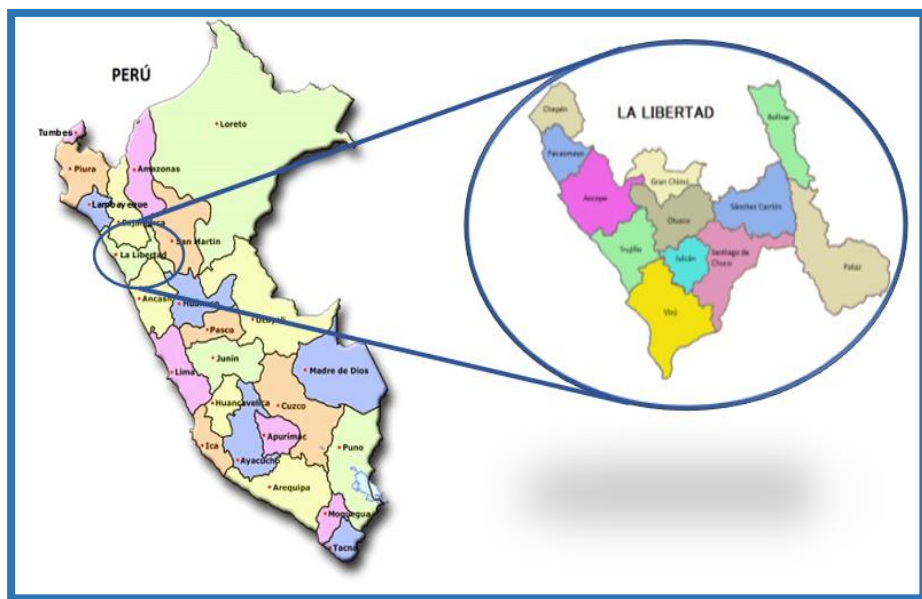 PERÚ
Tumbes
Loreto
Piura
Amazonas
Lambayeque
Cajamarca
San Martin
La Libertad
Ancash
Huanuco
Ucayali
Pasco
Junín
Lima
Madre de Dios
Huancavelica
Cuzco
Ica
Apurímac
Ayacucho
Puno
Arequipa
Moquegua
Tacna
LA LIBERTAD
Chepén
Bolívar
Pacasmayo
Gran Chimú
Ascope
Otuzco
Sánchez Carrión
Trujillo
Julcán
Santiago de
Chuco
Pataz
Virú